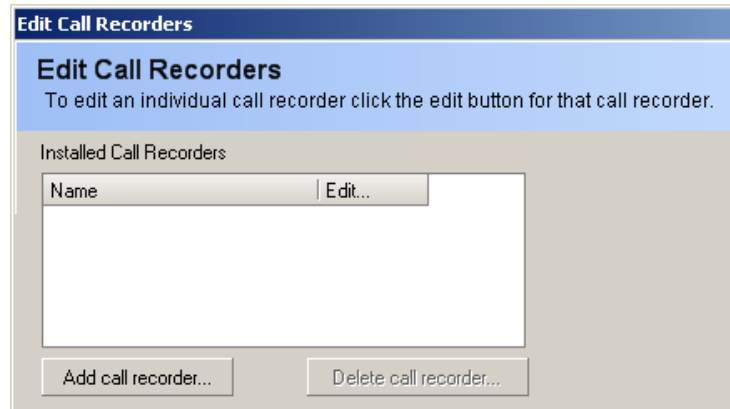 Edit Call Recorders
Edit Call Recorders
To edit an individual call recorder click the edit button for that call recorder.
Installed Call Recorders
Name Edit...
Add call recorder... Delete call recorder...